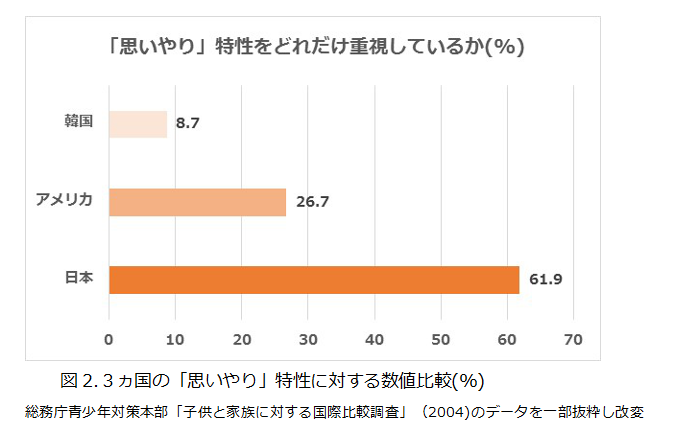 「思いやり」特性をどれだけ重視しているか(%)
韓国 8.7
アメリカ 26.7
日本 61.9
0 10 20 30 40 50 60 70
図2.３ヵ国の「思いやり」特性に対する数値比較(%)
総務庁青少年対策本部「子供と家族に対する国際比較調査」（2004)のデータを一部抜粋し改変